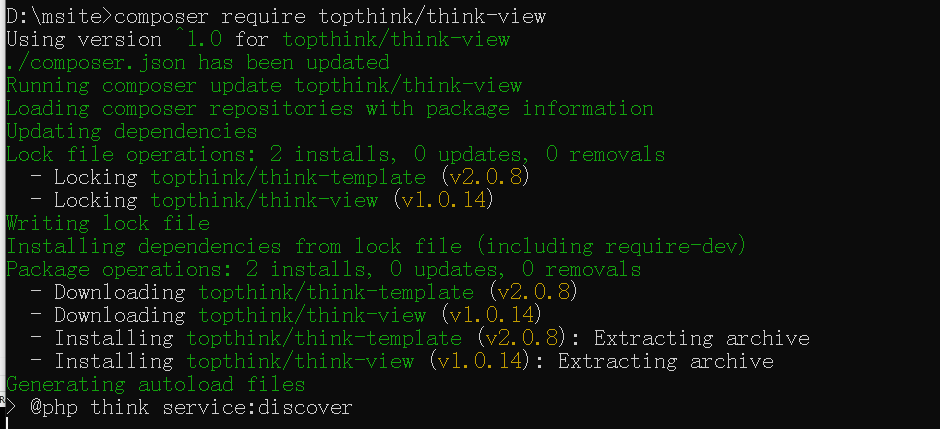 D:\msite>composer require topthink/think-view
Using version ^1.0 for topthink/think-view
./composer.json has been updated
Running composer update topthink/think-view
Loading composer repositories with package information
Updating dependencies
Lock file operations: 2 installs, 0 updates, 0 removals
  - Locking topthink/think-template (v2.0.8)
  - Locking topthink/think-view (v1.0.14)
Writing lock file
Installing dependencies from lock file (including require-dev)
Package operations: 2 installs, 0 updates, 0 removals
  - Downloading topthink/think-template (v2.0.8)
  - Downloading topthink/think-view (v1.0.14)
  - Installing topthink/think-template (v2.0.8): Extracting archive
  - Installing topthink/think-view (v1.0.14): Extracting archive
Generating autoload files
> @php think service:discover